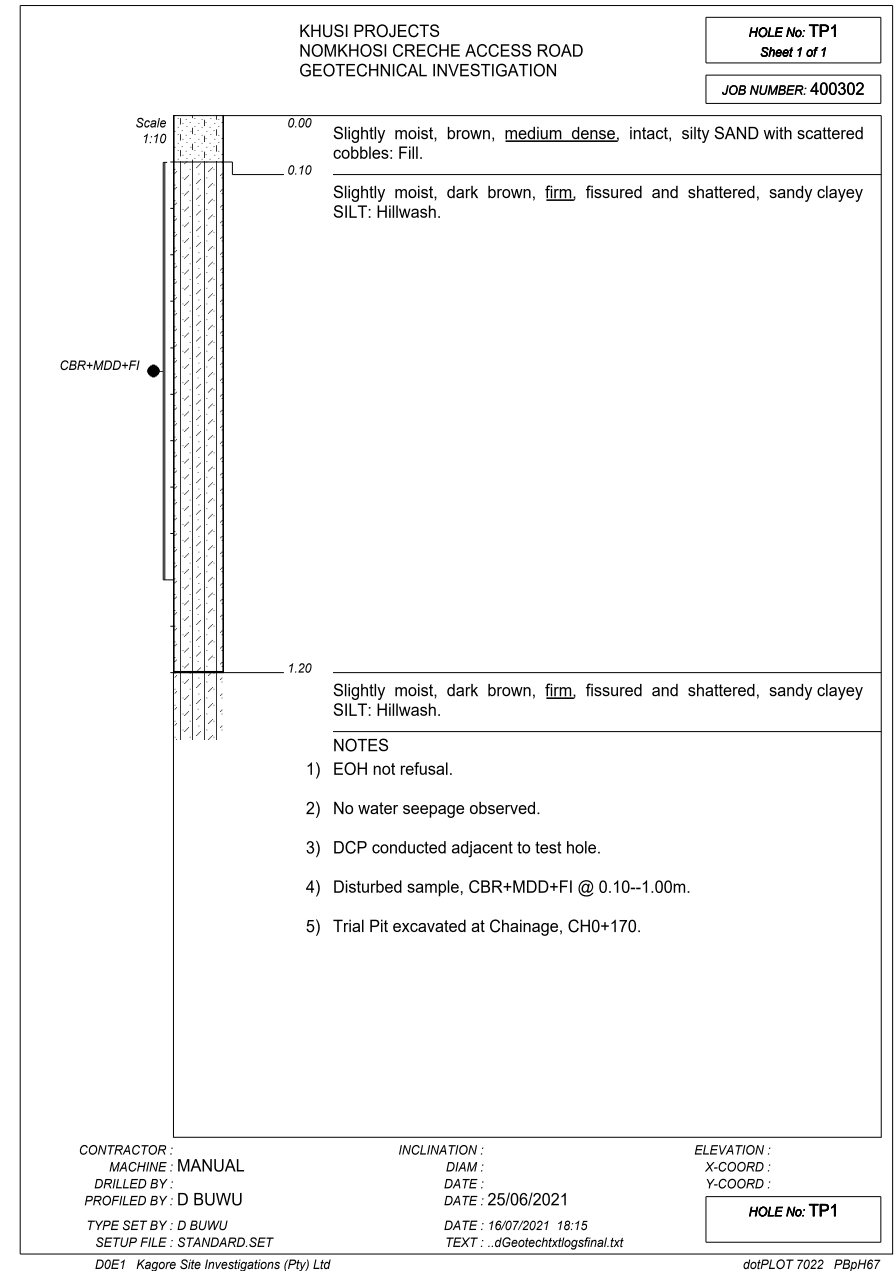 KHUSI PROJECTS
NOMKHOSI CRECHE ACCESS ROAD
GEOTECHNICAL INVESTIGATION
HOLE No: TP1
Sheet 1 of 1
JOB NUMBER: 400302
Scale
1:10
0.00
Slightly moist, brown, medium dense, intact, silty SAND with scattered
cobbles: Fill.
0.10
Slightly moist, dark brown, firm, fissured and shattered, sandy clayey
SILT: Hillwash.
CBR+MDD+FI
1.20
Slightly moist, dark brown, firm, fissured and shattered, sandy clayey
SILT: Hillwash.
NOTES
1) EOH not refusal.
2) No water seepage observed.
3) DCP conducted adjacent to test hole.
4) Disturbed sample, CBR+MDD+FI @ 0.10--1.00m.
5) Trial Pit excavated at Chainage, CH0+170.
CONTRACTOR :
MACHINE : MANUAL
DRILLED BY :
PROFILED BY : D BUWU
TYPE SET BY : D BUWU
SETUP FILE : STANDARD.SET
INCLINATION :
DIAM :
DATE :
DATE : 25/06/2021
DATE : 16/07/2021 18:15
TEXT : ..dGeotechtxtlogsfinal.txt
ELEVATION :
X-COORD :
Y-COORD :
HOLE No: TP1
D0E1 Kagore Site Investigations (Pty) Ltd
dotPLOT 7022 PBpH67